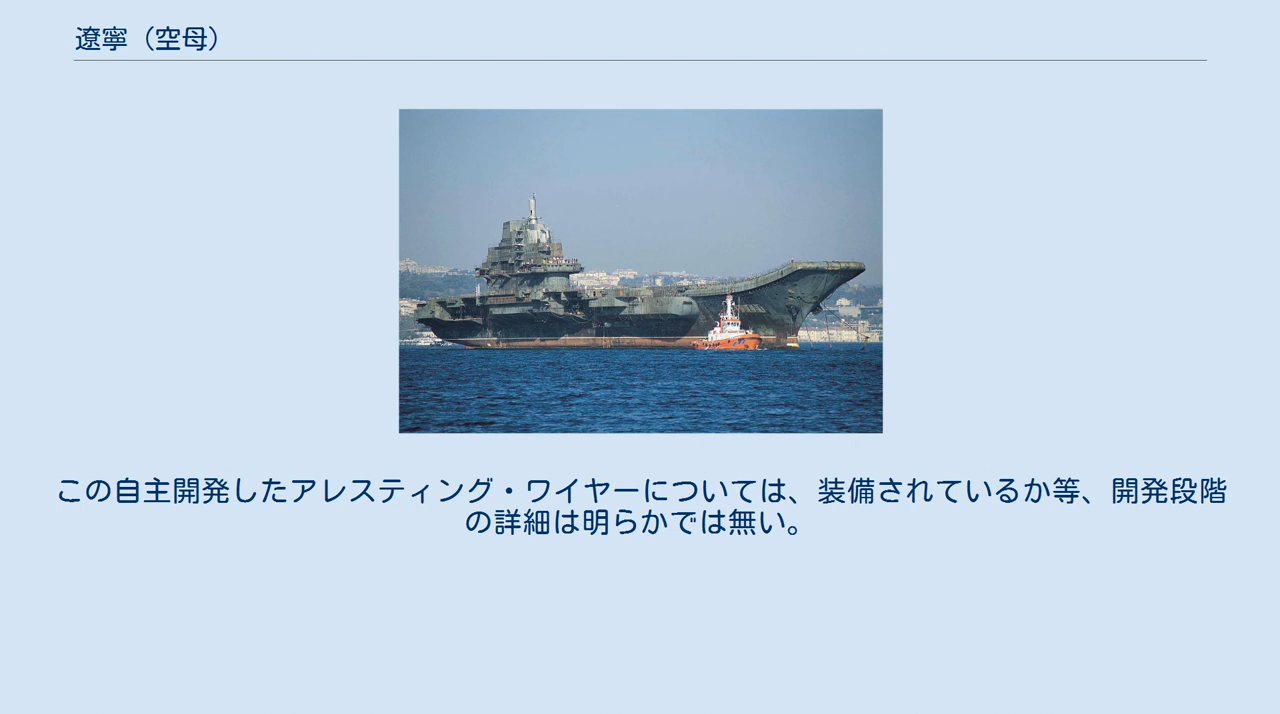 遼寧（空母）
この自主開発したアレスティング・ワイヤーについては、装備されているか等、開発段階
の詳細は明らかでは無い。